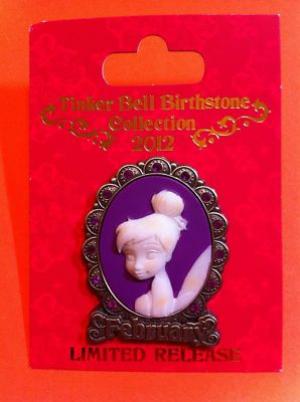 Tinker Bell Birthstone
Collection
2012
February
LIMITED RELEASE